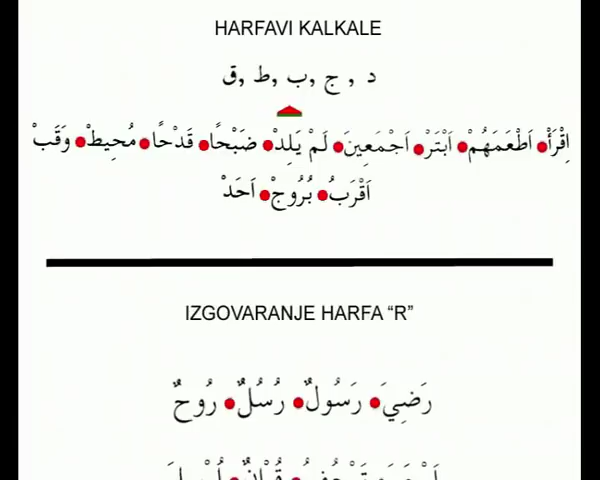 HARFAVI KALKALE
د , ج ,ب ,ط ,ق
اِقْرَأْ • اَطْعَمَهُمْ • اَبْتَرْ • اَجْمَعِينَ • لَمْ يَلِدْ • ضَبْحًا • قَدْحًا • مُحِيطْ • وَقَبْ
اَقْرَبُ • بُرُوجْ • اَحَدْ
IZGOVARANJE HARFA “R”
رَضِيَ • رَسُولٌ • رُسُلٌ • رُوحٌ